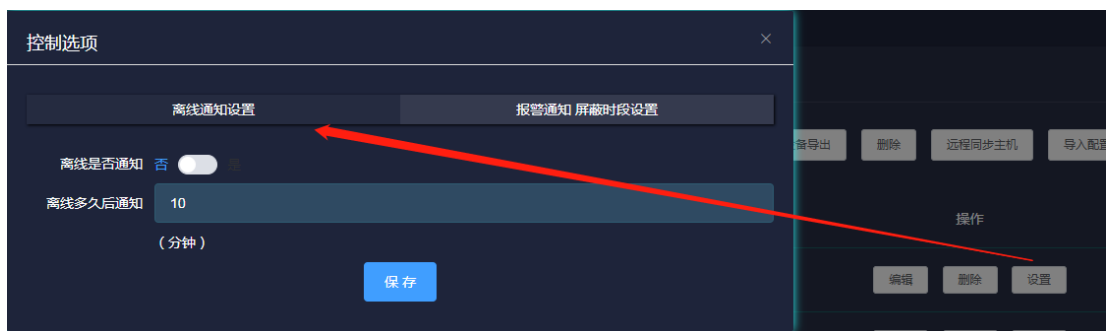 控制选项
离线通知设置
报警通知 屏蔽时段设置
离线是否通知 否 是
离线多久后通知 10
（分钟）
保存
备导出 删除 远程同步主机 导入配置
操作
编辑 删除 设置